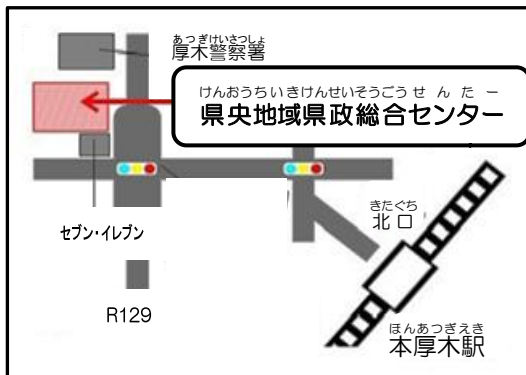 あつぎけいさつしょ
厚木警察署
けんおうちいきけんせいそうごうせんたー
県央地域県政総合センター
きたぐち
北口
セブン・イレブン
R129
ほんあつぎえき
本厚木駅